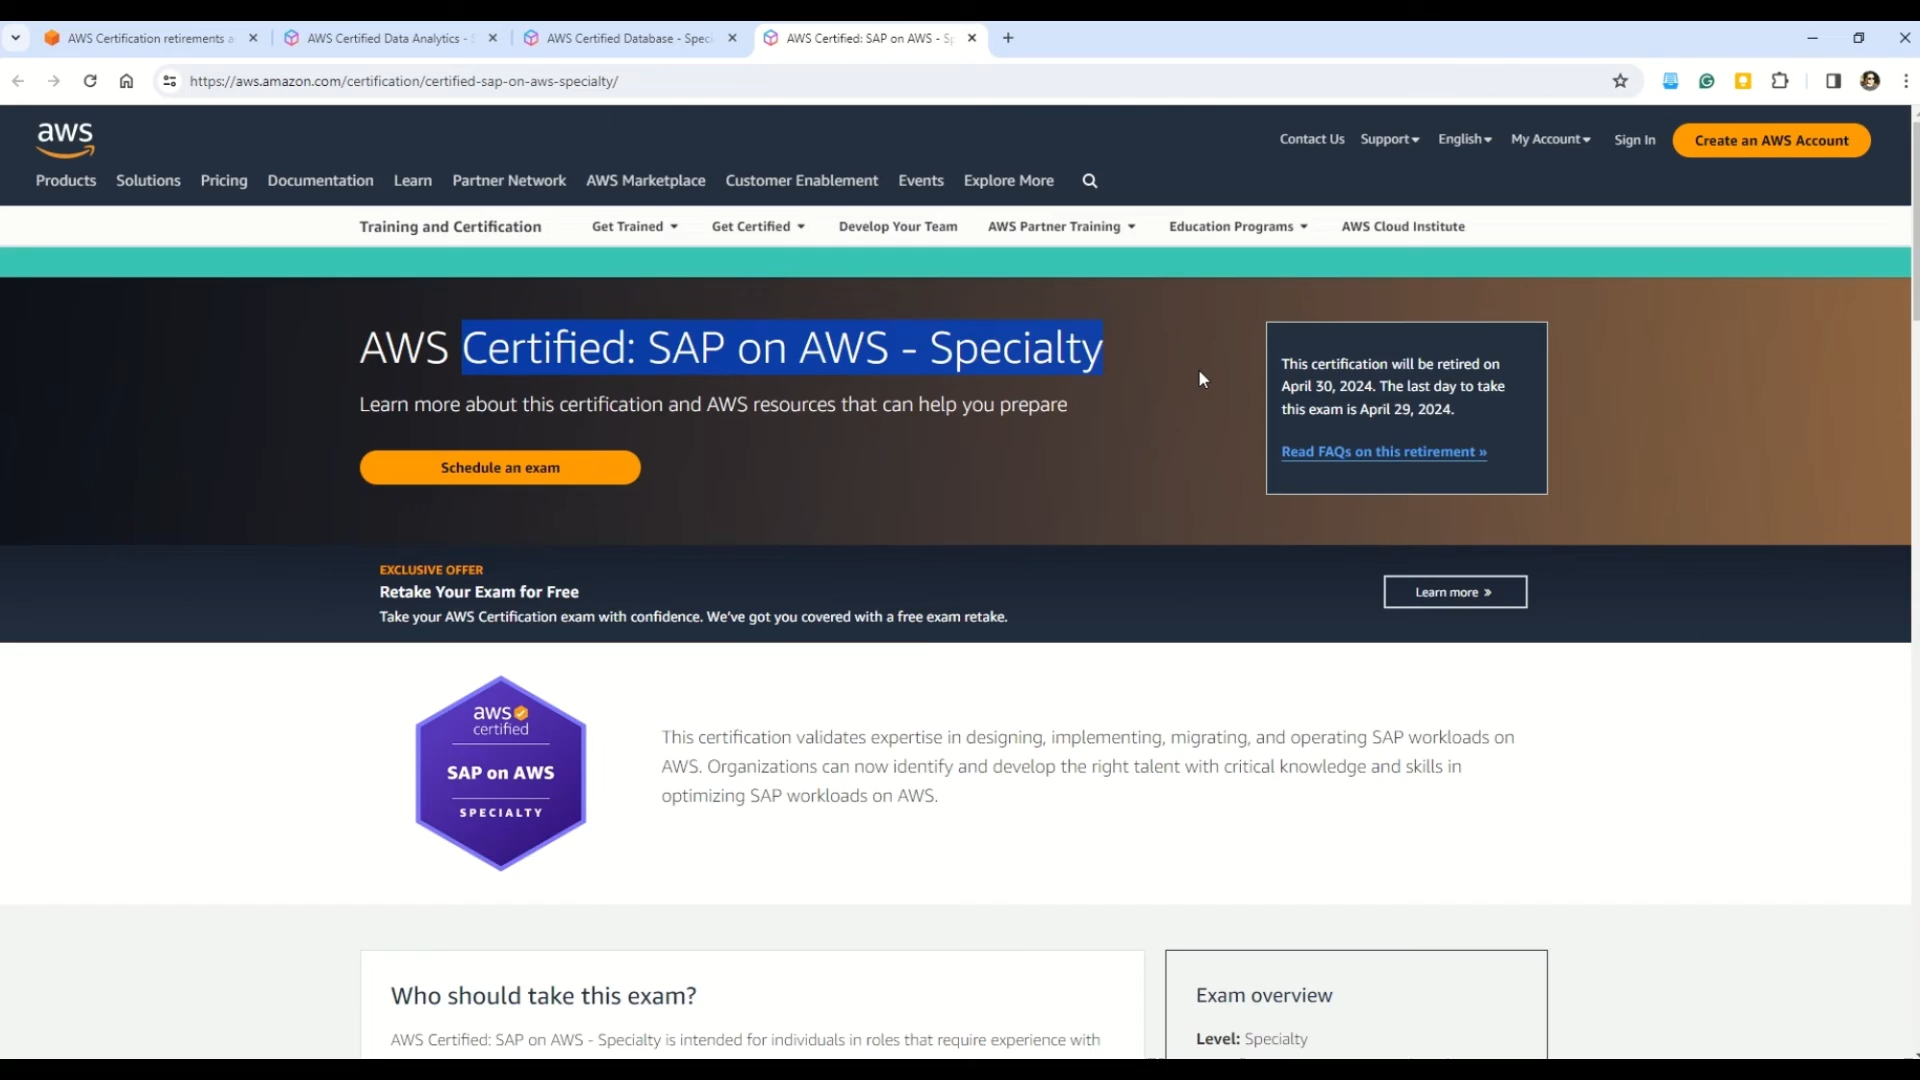 AWS Certification retirements a
AWS Certified Data Analytics - S
AWS Certified Database - Speci
AWS Certified: SAP on AWS - Sp
https://aws.amazon.com/certification/certified-sap-on-aws-specialty/
aws
Contact Us
Support
English
My Account
Sign In
Create an AWS Account
Products
Solutions
Pricing
Documentation
Learn
Partner Network
AWS Marketplace
Customer Enablement
Events
Explore More
Training and Certification
Get Trained
Get Certified
Develop Your Team
AWS Partner Training
Education Programs
AWS Cloud Institute
AWS Certified: SAP on AWS - Specialty
Learn more about this certification and AWS resources that can help you prepare
Schedule an exam
This certification will be retired on
April 30, 2024. The last day to take
this exam is April 29, 2024.
Read FAQs on this retirement »
EXCLUSIVE OFFER
Retake Your Exam for Free
Take your AWS Certification exam with confidence. We've got you covered with a free exam retake.
Learn more »
aws
certified
SAP on AWS
SPECIALTY
This certification validates expertise in designing, implementing, migrating, and operating SAP workloads on
AWS. Organizations can now identify and develop the right talent with critical knowledge and skills in
optimizing SAP workloads on AWS.
Who should take this exam?
AWS Certified: SAP on AWS - Specialty is intended for individuals in roles that require experience with
Exam overview
Level: Specialty